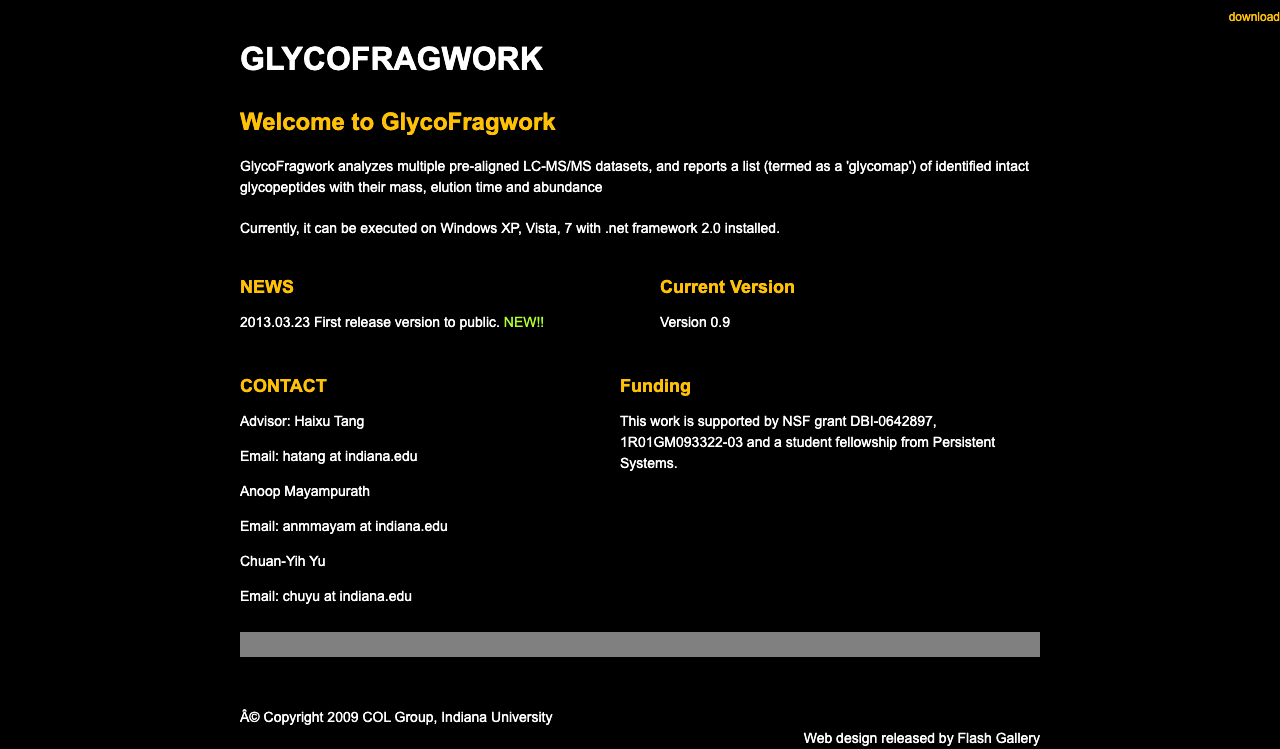 download
GLYCOFRAGWORK
Welcome to GlycoFragwork
GlycoFragwork analyzes multiple pre-aligned LC-MS/MS datasets, and reports a list (termed as a 'glycomap') of identified intact
glycopeptides with their mass, elution time and abundance
Currently, it can be executed on Windows XP, Vista, 7 with .net framework 2.0 installed.
NEWS
2013.03.23 First release version to public. NEW!!
Current Version
Version 0.9
CONTACT
Advisor: Haixu Tang
Email: hatang at indiana.edu
Anoop Mayampurath
Email: anmmayam at indiana.edu
Chuan-Yih Yu
Email: chuyu at indiana.edu
Funding
This work is supported by NSF grant DBI-0642897,
1R01GM093322-03 and a student fellowship from Persistent
Systems.
Â© Copyright 2009 COL Group, Indiana University
Web design released by Flash Gallery